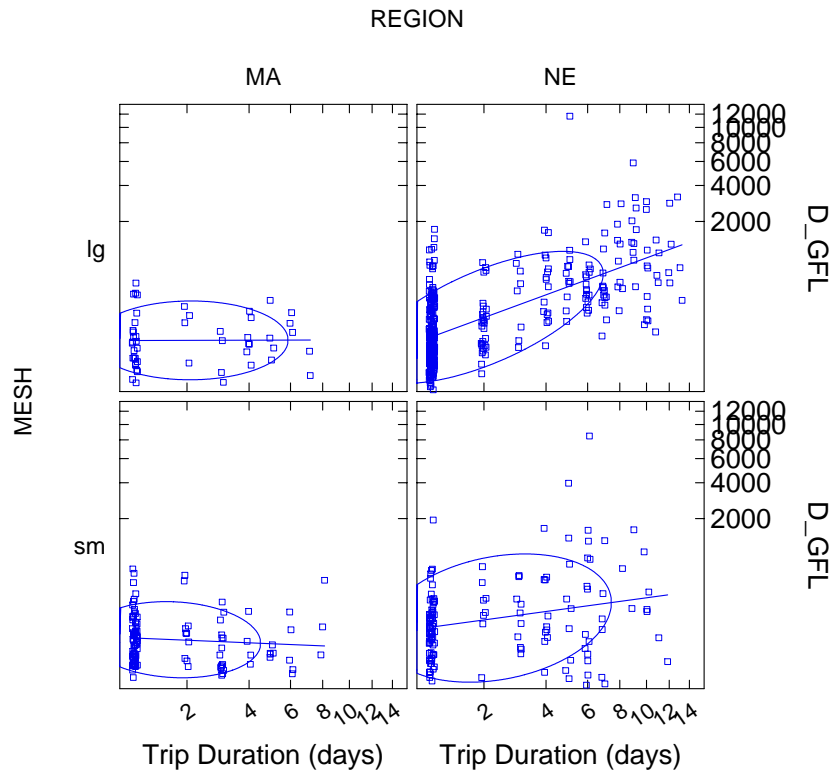 REGION
MA NE
12000
10000
8000
6000
4000
2000
lg
D_GFL
MESH
12000
10000
8000
6000
4000
2000
sm
D_GFL
2 4 6 8 10 12 14 2 4 6 8 10 12 14
Trip Duration (days) Trip Duration (days)